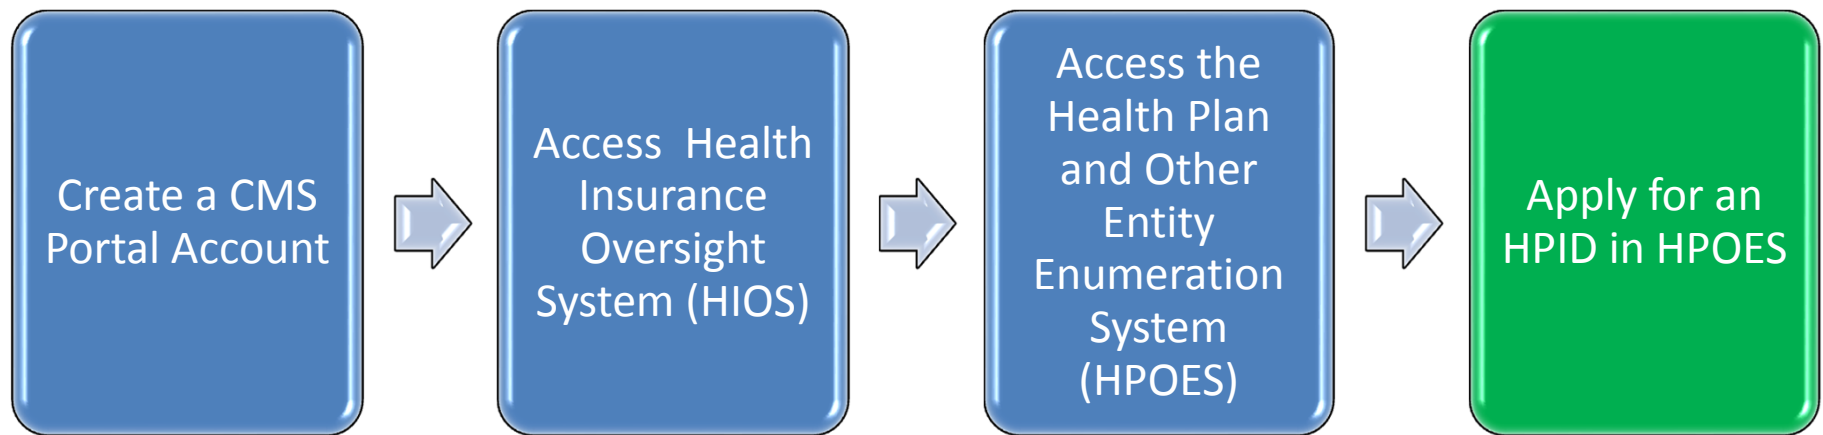 Create a CMS
Portal Account
Access  Health
Insurance
Oversight
System (HIOS)
Access the
Health Plan
and Other
Entity
Enumeration
System
(HPOES)
Apply for an
HPID in HPOES